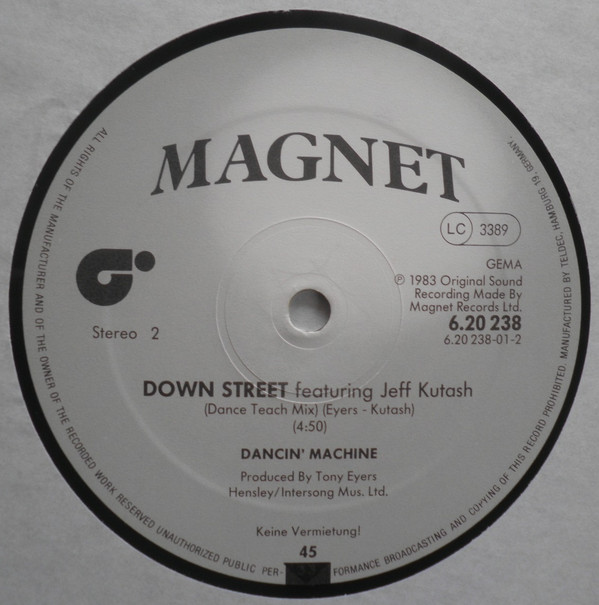 MAGNET
LC 3389
GEMA
℗ 1983 Original Sound
Recording Made By
Magnet Records Ltd.
6.20 238
6.20 238-01-2
Stereo 2
DOWN STREET featuring Jeff Kutash
(Dance Teach Mix) (Eyers - Kutash)
(4:50)
DANCIN' MACHINE
Produced By Tony Eyers
Hensley/Intersong Mus. Ltd.
Keine Vermietung!
45
ALL RIGHTS OF THE MANUFACTURER AND OF THE OWNER OF THE RECORDED WORK RESERVED UNAUTHORIZED PUBLIC PER-FORMANCE BROADCASTING AND COPYING OF THIS RECORD PROHIBITED. MANUFACTURED BY TELDEC, HAMBURG 19, GERMANY.